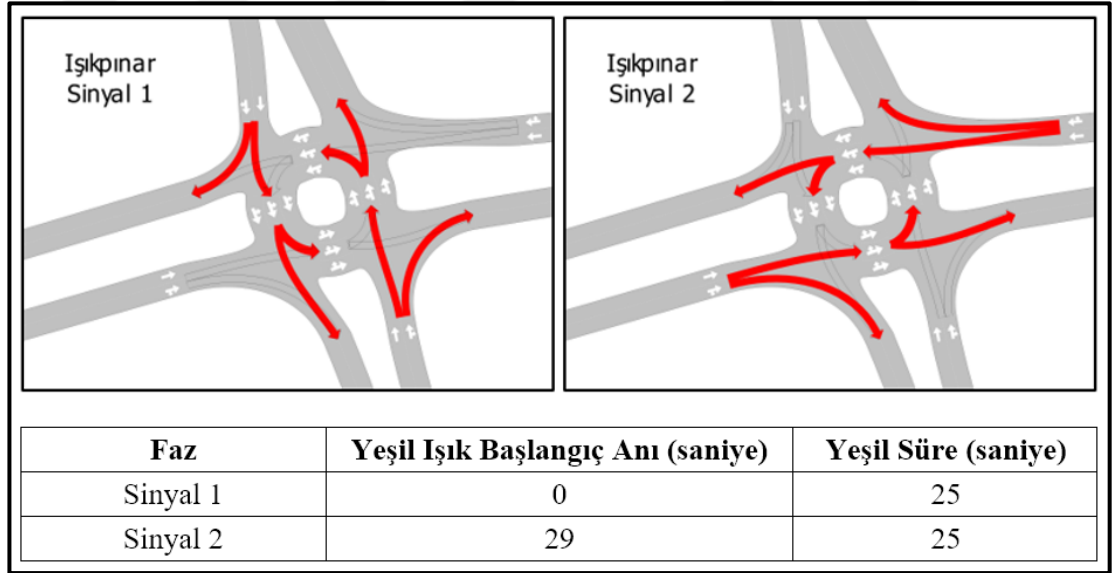 Işıkpınar
Sinyal 1
Işıkpınar
Sinyal 2
Faz Yeşil Işık Başlangıç Anı (saniye) Yeşil Süre (saniye)
Sinyal 1 0 25
Sinyal 2 29 25